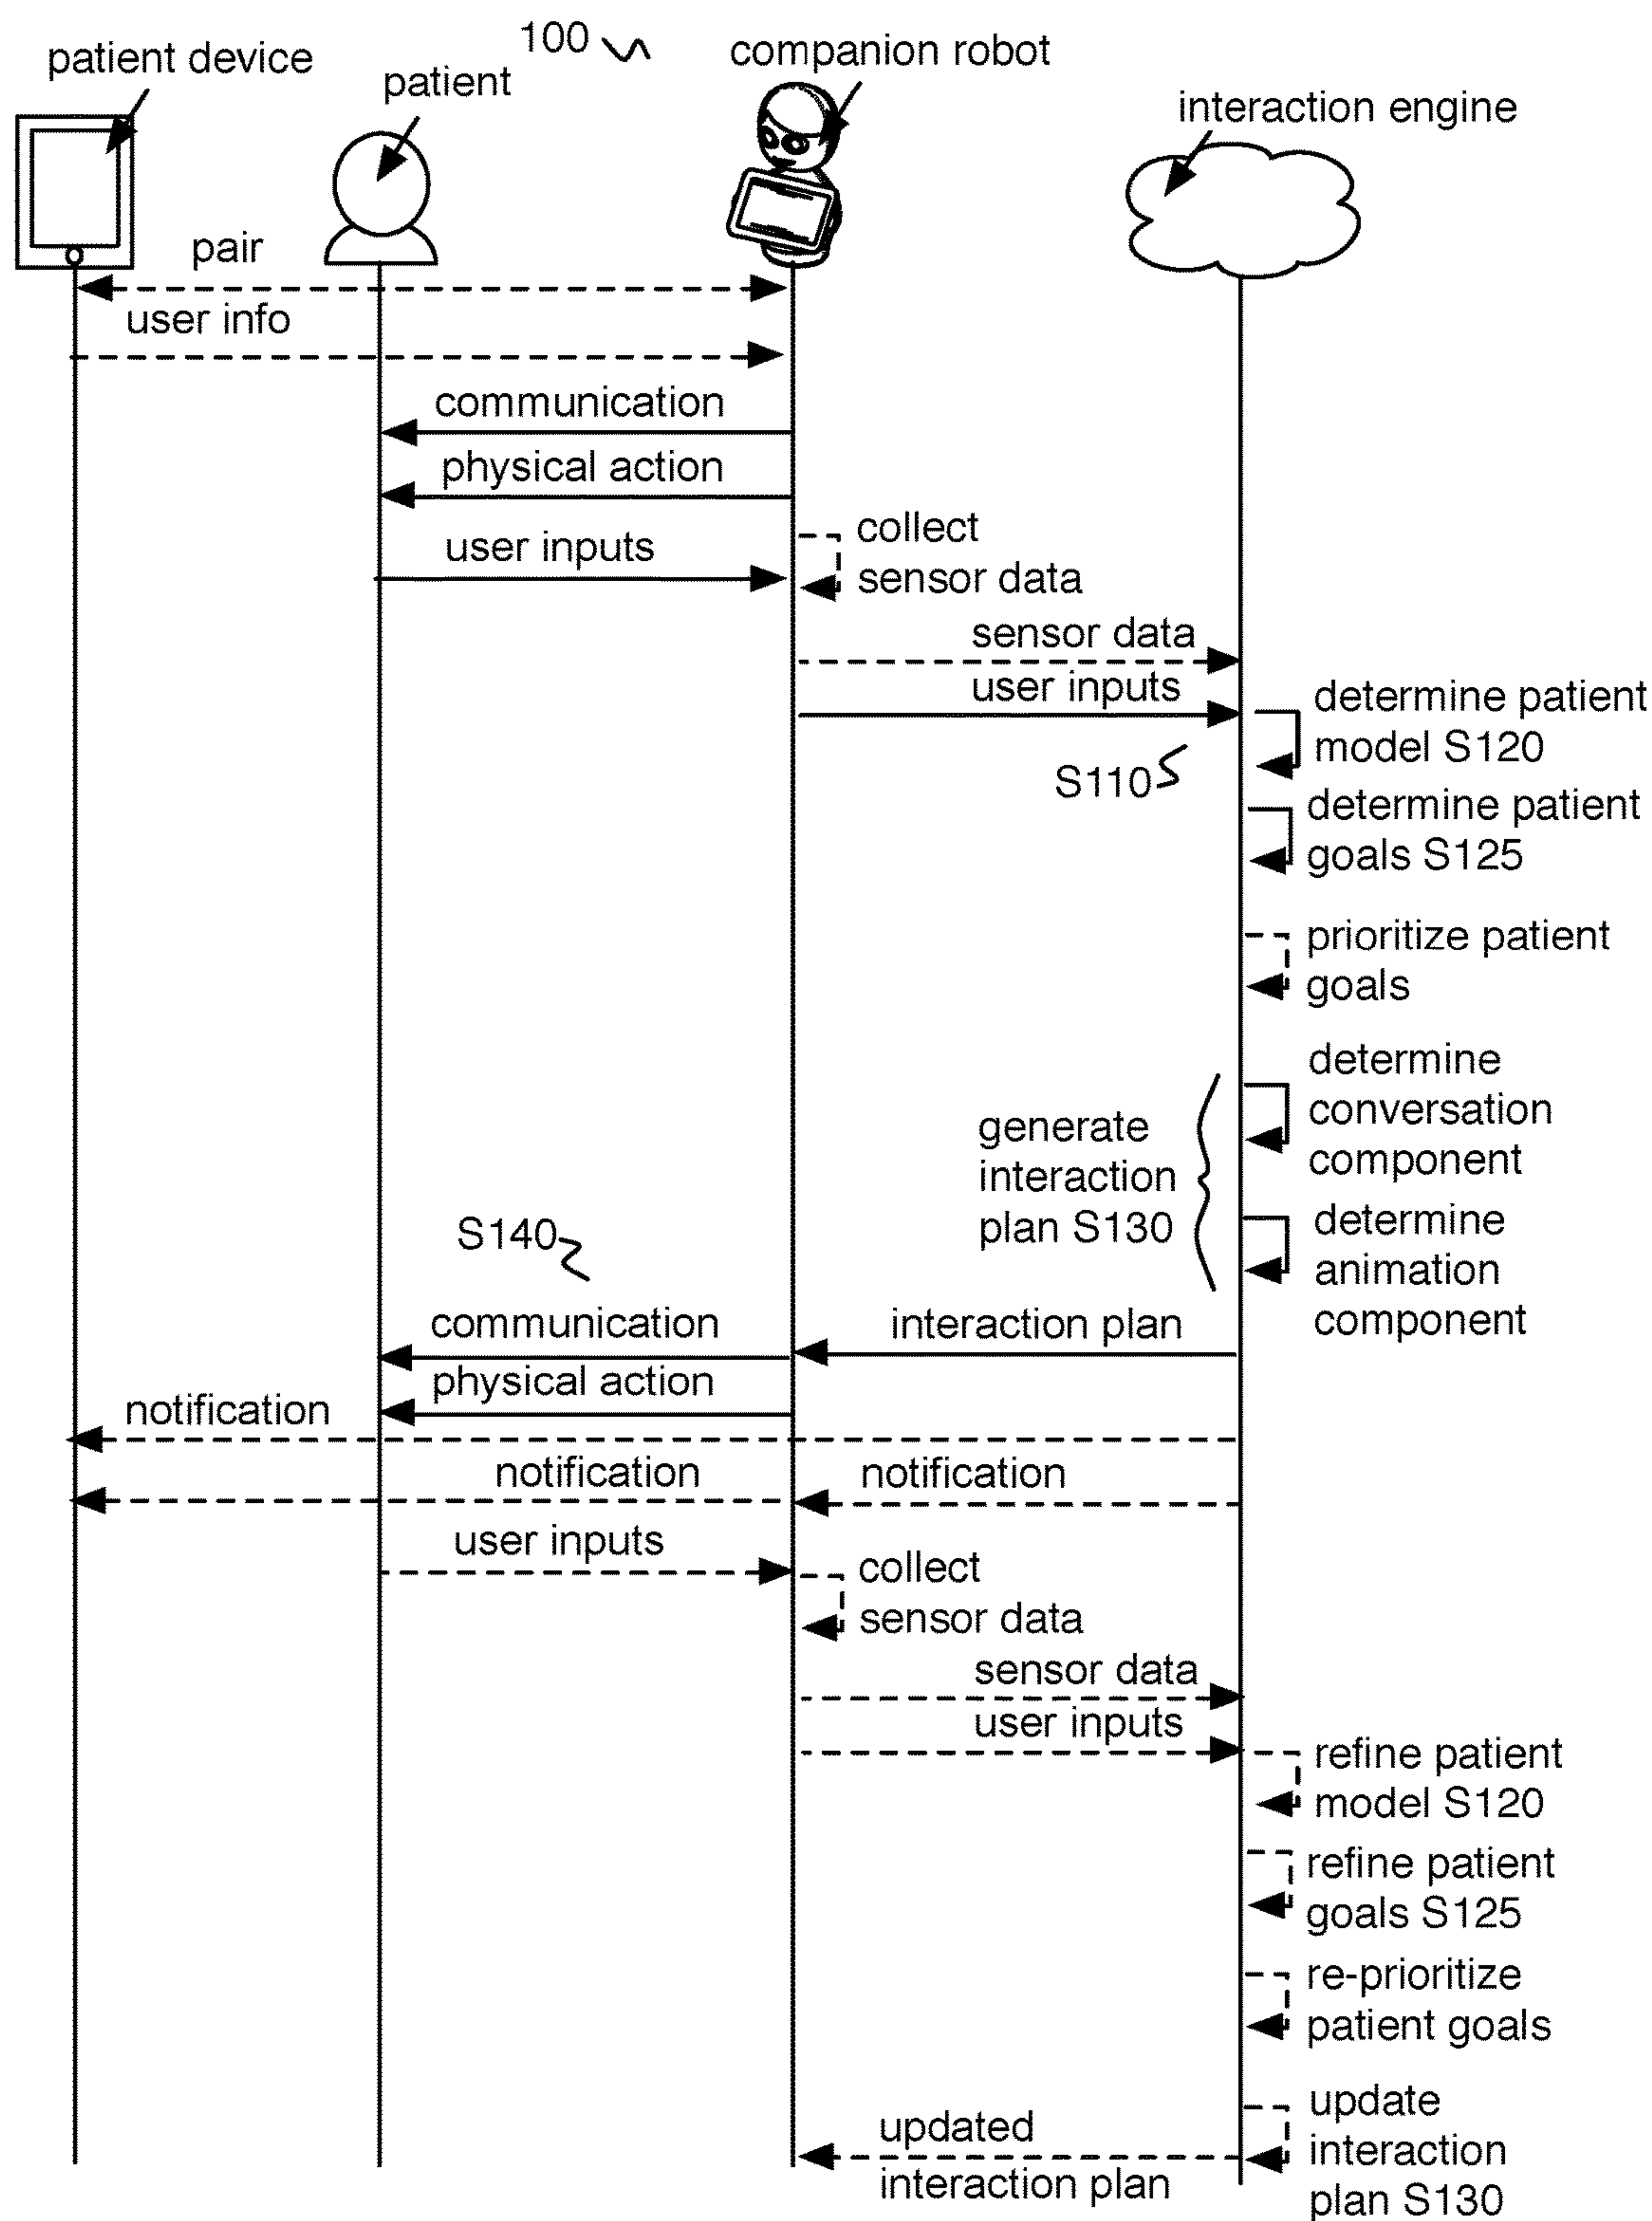 100
patient device
patient
companion robot
interaction engine
pair
user info
communication
physical action
user inputs
collect
sensor data
sensor data
user inputs
S110
determine patient
model S120
determine patient
goals S125
prioritize patient
goals
determine
conversation
component
generate
interaction
plan S130
determine
animation
component
S140
communication
interaction plan
physical action
notification
notification
notification
user inputs
collect
sensor data
sensor data
user inputs
refine patient
model S120
refine patient
goals S125
re-prioritize
patient goals
update
interaction
plan S130
updated
interaction plan